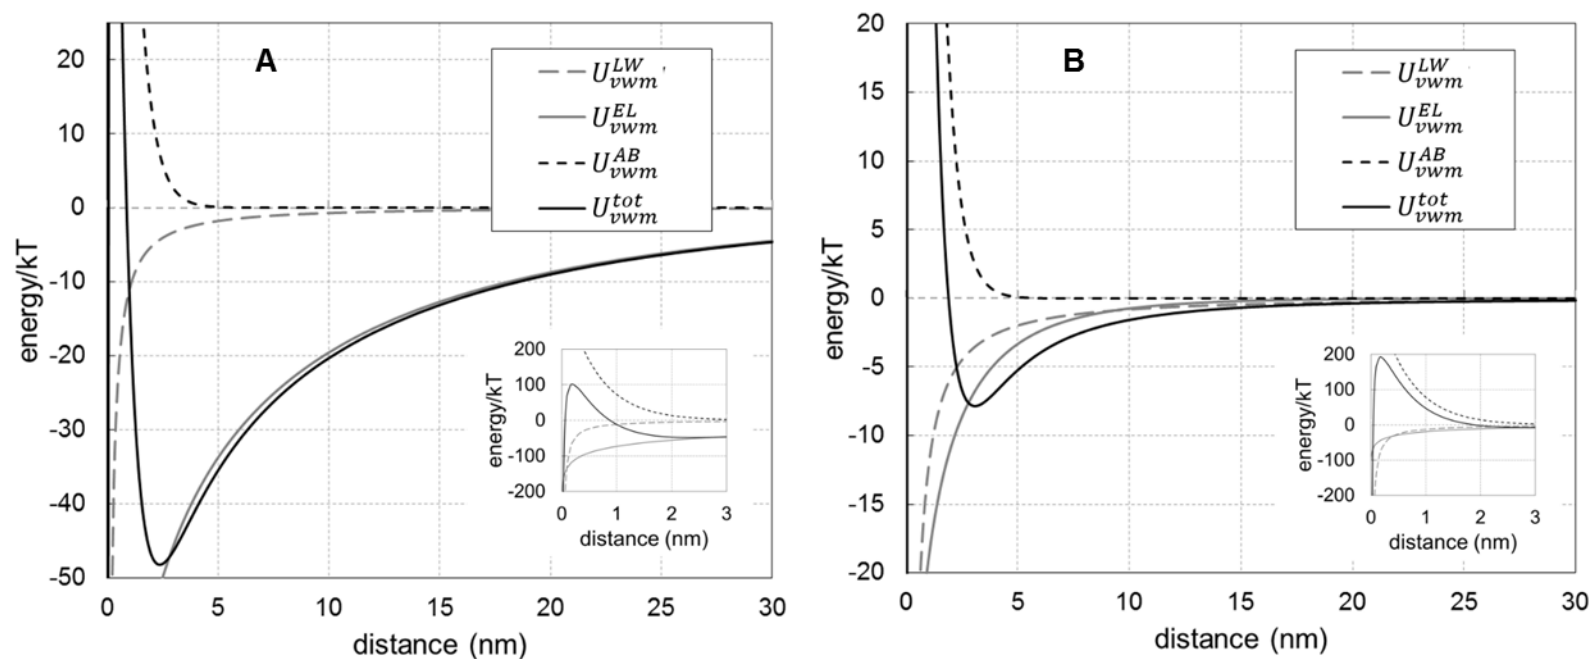 A
20
10
0
-10
-20
-30
-40
-50
energy/kT
0 5 10 15 20 25 30
distance (nm)
U^{LW}_{vwm}
U^{EL}_{vwm}
U^{AB}_{vwm}
U^{tot}_{vwm}
200
100
0
-100
-200
energy/kT
0 1 2 3
distance (nm)
B
20
15
10
5
0
-5
-10
-15
-20
energy/kT
0 5 10 15 20 25 30
distance (nm)
U^{LW}_{vwm}
U^{EL}_{vwm}
U^{AB}_{vwm}
U^{tot}_{vwm}
200
100
0
-100
-200
energy/kT
0 1 2 3
distance (nm)